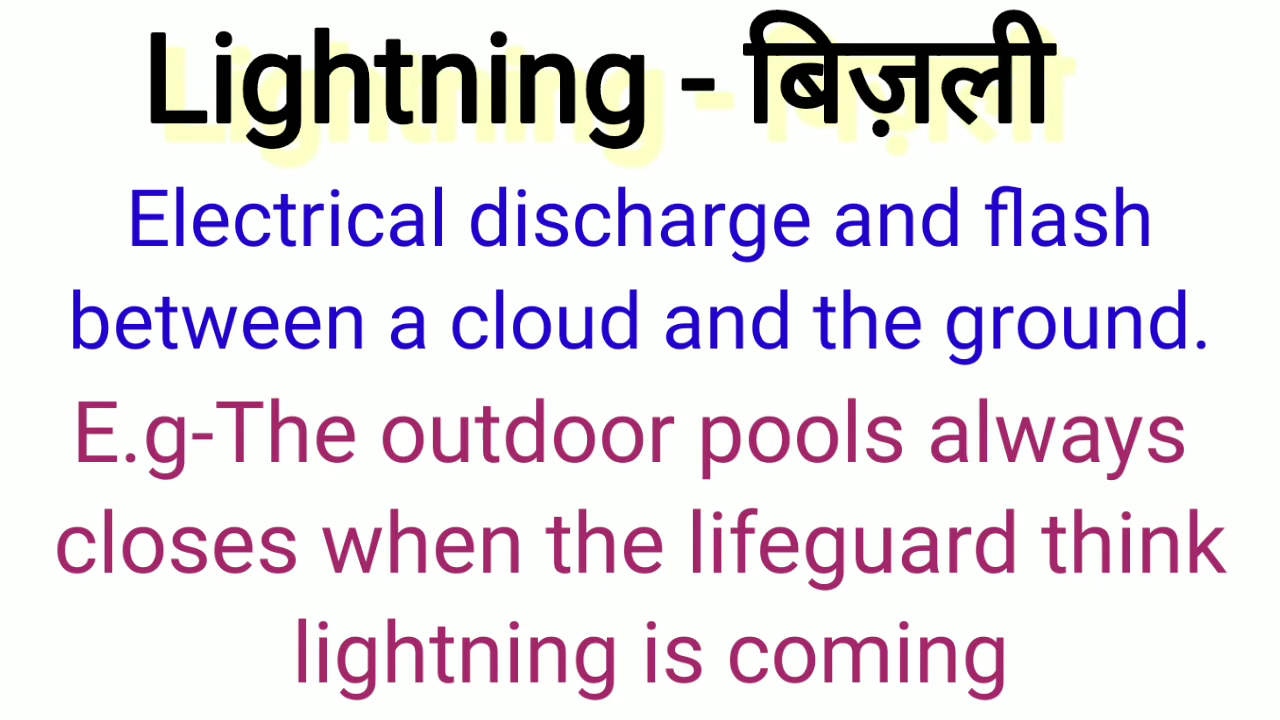 Lightning - बिज़ली
Electrical discharge and flash
between a cloud and the ground.
E.g-The outdoor pools always
closes when the lifeguard think
lightning is coming